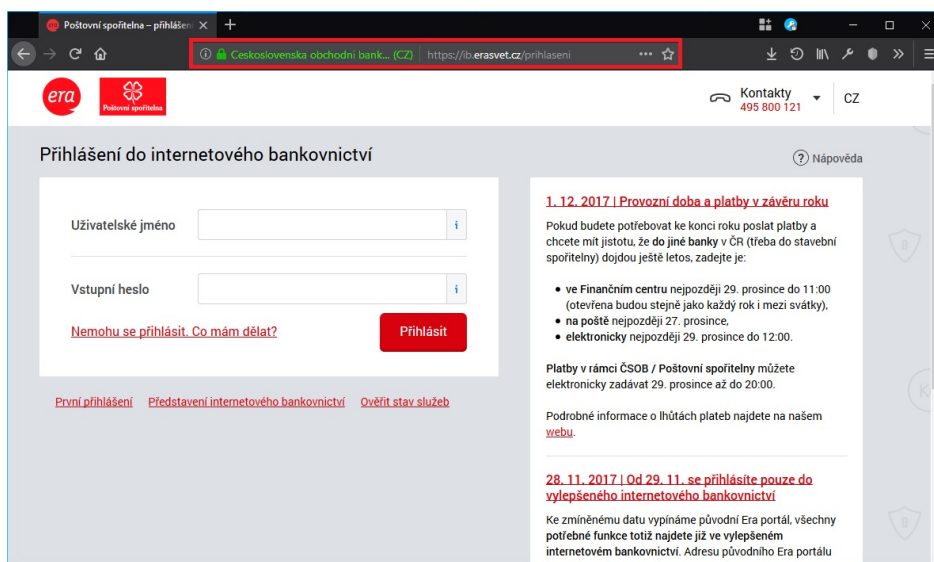 Poštovní spořitelna – přihlášen
Ceskoslovenska obchodni bank... (CZ) https://ib.erasvet.cz/prihlaseni
era
Poštovní spořitelna
Kontakty
495 800 121
CZ
Přihlášení do internetového bankovnictví
? Nápověda
Uživatelské jméno
i
Vstupní heslo
i
Nemohu se přihlásit. Co mám dělat?
Přihlásit
První přihlášení Představení internetového bankovnictví Ověřit stav služeb
1. 12. 2017 | Provozní doba a platby v závěru roku
Pokud budete potřebovat ke konci roku poslat platby a
chcete mít jistotu, že do jiné banky v ČR (třeba do stavební
spořitelny) dojdou ještě letos, zadejte je:
• ve Finančním centru nejpozději 29. prosince do 11:00
(otevřena budou stejně jako každý rok i mezi svátky),
• na poště nejpozději 27. prosince,
• elektronicky nejpozději 29. prosince do 12:00.
Platby v rámci ČSOB / Poštovní spořitelny můžete
elektronicky zadávat 29. prosince až do 20:00.
Podrobné informace o lhůtách plateb najdete na našem
webu.
28. 11. 2017 | Od 29. 11. se přihlásíte pouze do
vylepšeného internetového bankovnictví
Ke zmíněnému datu vypínáme původní Era portál, všechny
potřebné funkce totiž najdete již ve vylepšeném
internetovém bankovnictví. Adresu původního Era portálu